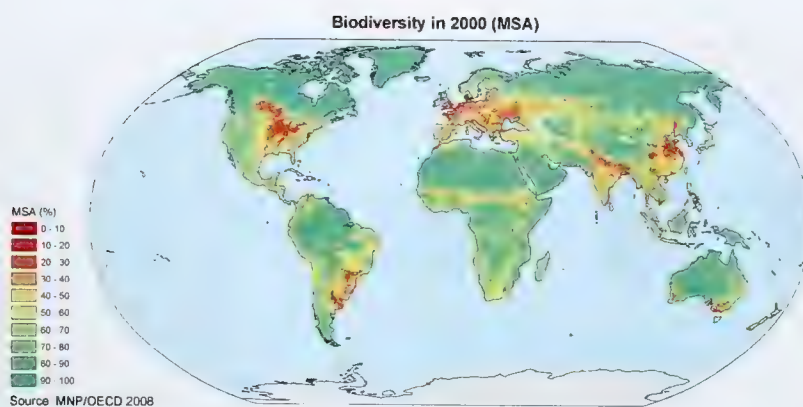 Biodiversity in 2000 (MSA)
MSA (%)
0 - 10
10 - 20
20 30
30 - 40
40 - 50
50 - 60
60 - 70
70 - 80
60 - 90
90 - 100
Source MNP/OECD 2008